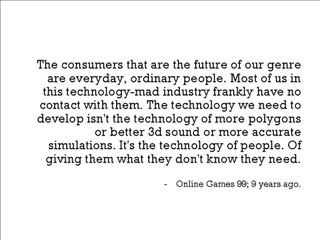 The consumers that are the future of our genre
are everyday, ordinary people. Most of us in
this technology-mad industry frankly have no
contact with them. The technology we need to
develop isn't the technology of more polygons
or better 3d sound or more accurate
simulations. It's the technology of people. Of
giving them what they don't know they need.
- Online Games 99; 9 years ago.